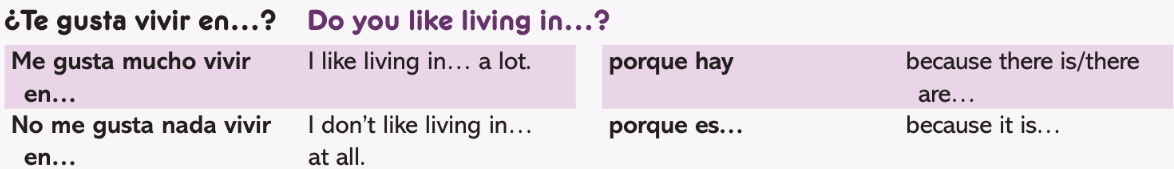 ¿Te gusta vivir en…? Do you like living in…?
Me gusta mucho vivir en…
I like living in… a lot.
No me gusta nada vivir en…
I don't like living in… at all.
porque hay
because there is/there are…
porque es…
because it is…